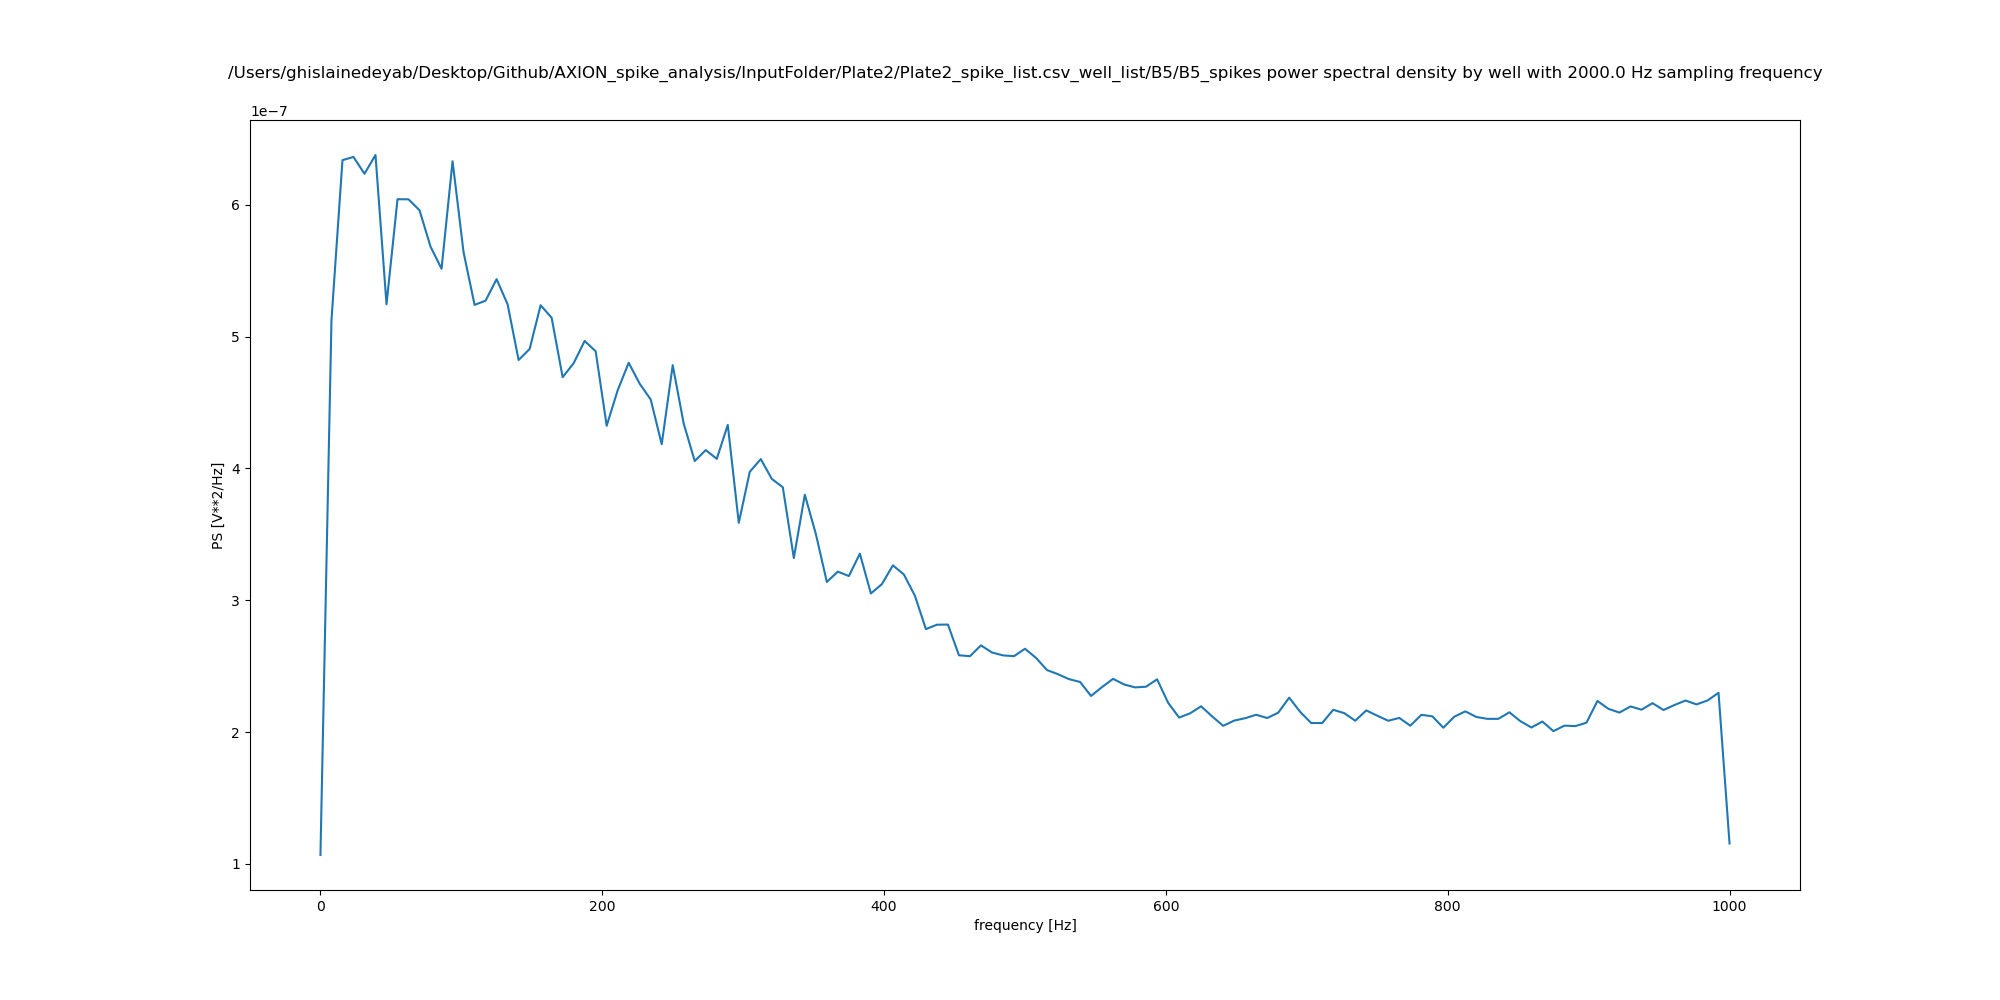 /Users/ghislainedeyab/Desktop/Github/AXION_spike_analysis/InputFolder/Plate2/Plate2_spike_list.csv_well_list/B5/B5_spikes power spectral density by well with 2000.0 Hz sampling frequency
1e−7
6
5
4
3
2
1
PS [V**2/Hz]
0 200 400 600 800 1000
frequency [Hz]